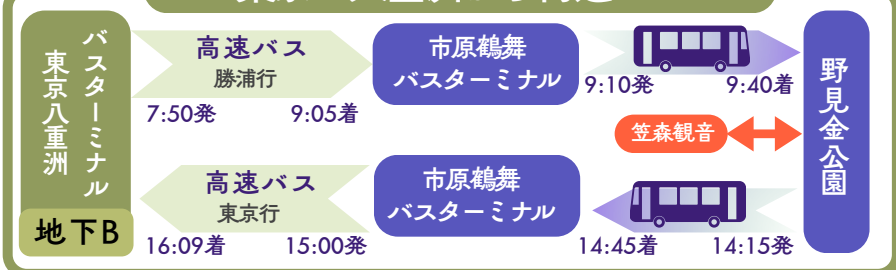 バスターミナル
東京八重洲
地下B
高速バス
勝浦行
7:50発
9:05着
市原鶴舞
バスターミナル
9:10発
9:40着
野見金公園
笠森観音
高速バス
東京行
16:09着
15:00発
市原鶴舞
バスターミナル
14:45着
14:15発